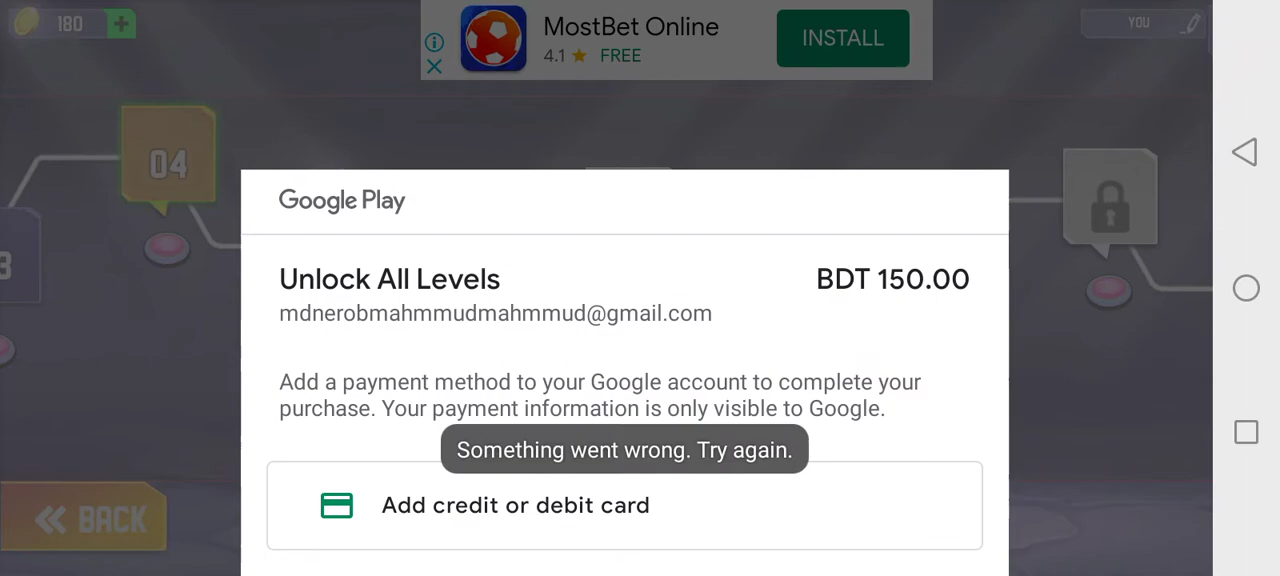 180
+
MostBet Online
INSTALL
4.1 ★ FREE
YOU
04
3
Google Play
Unlock All Levels
BDT 150.00
mdnerobmahmmudmahmmud@gmail.com
Add a payment method to your Google account to complete your
purchase. Your payment information is only visible to Google.
Something went wrong. Try again.
Add credit or debit card
BACK